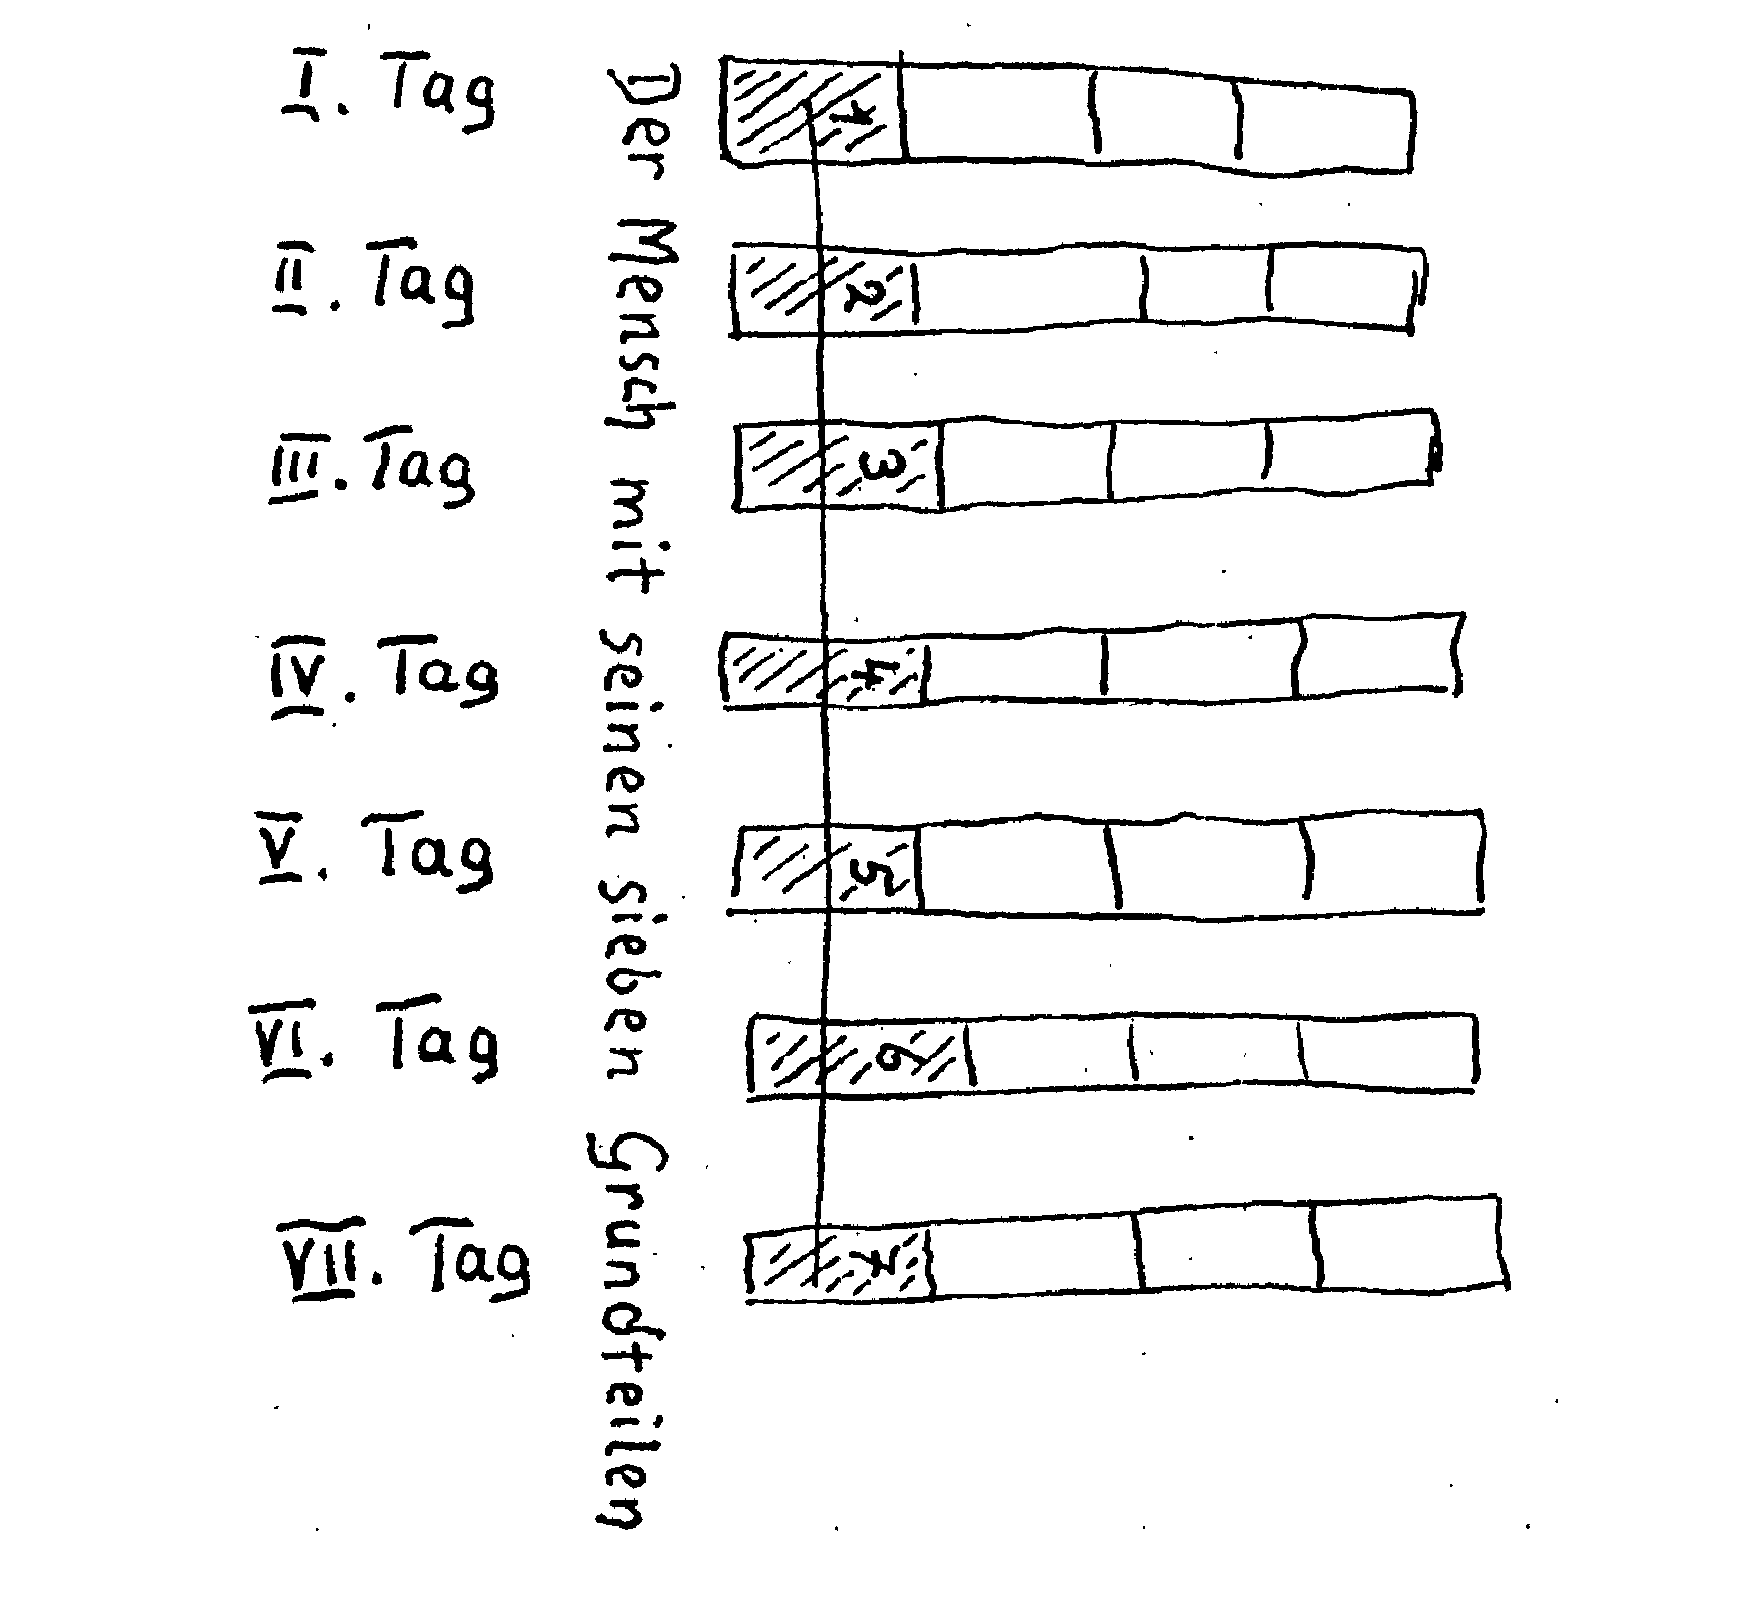 I. Tag
II. Tag
III. Tag
IV. Tag
V. Tag
VI. Tag
VII. Tag
Der Mensch mit seinen sieben Grundteilen
1
2
3
4
5
6
7